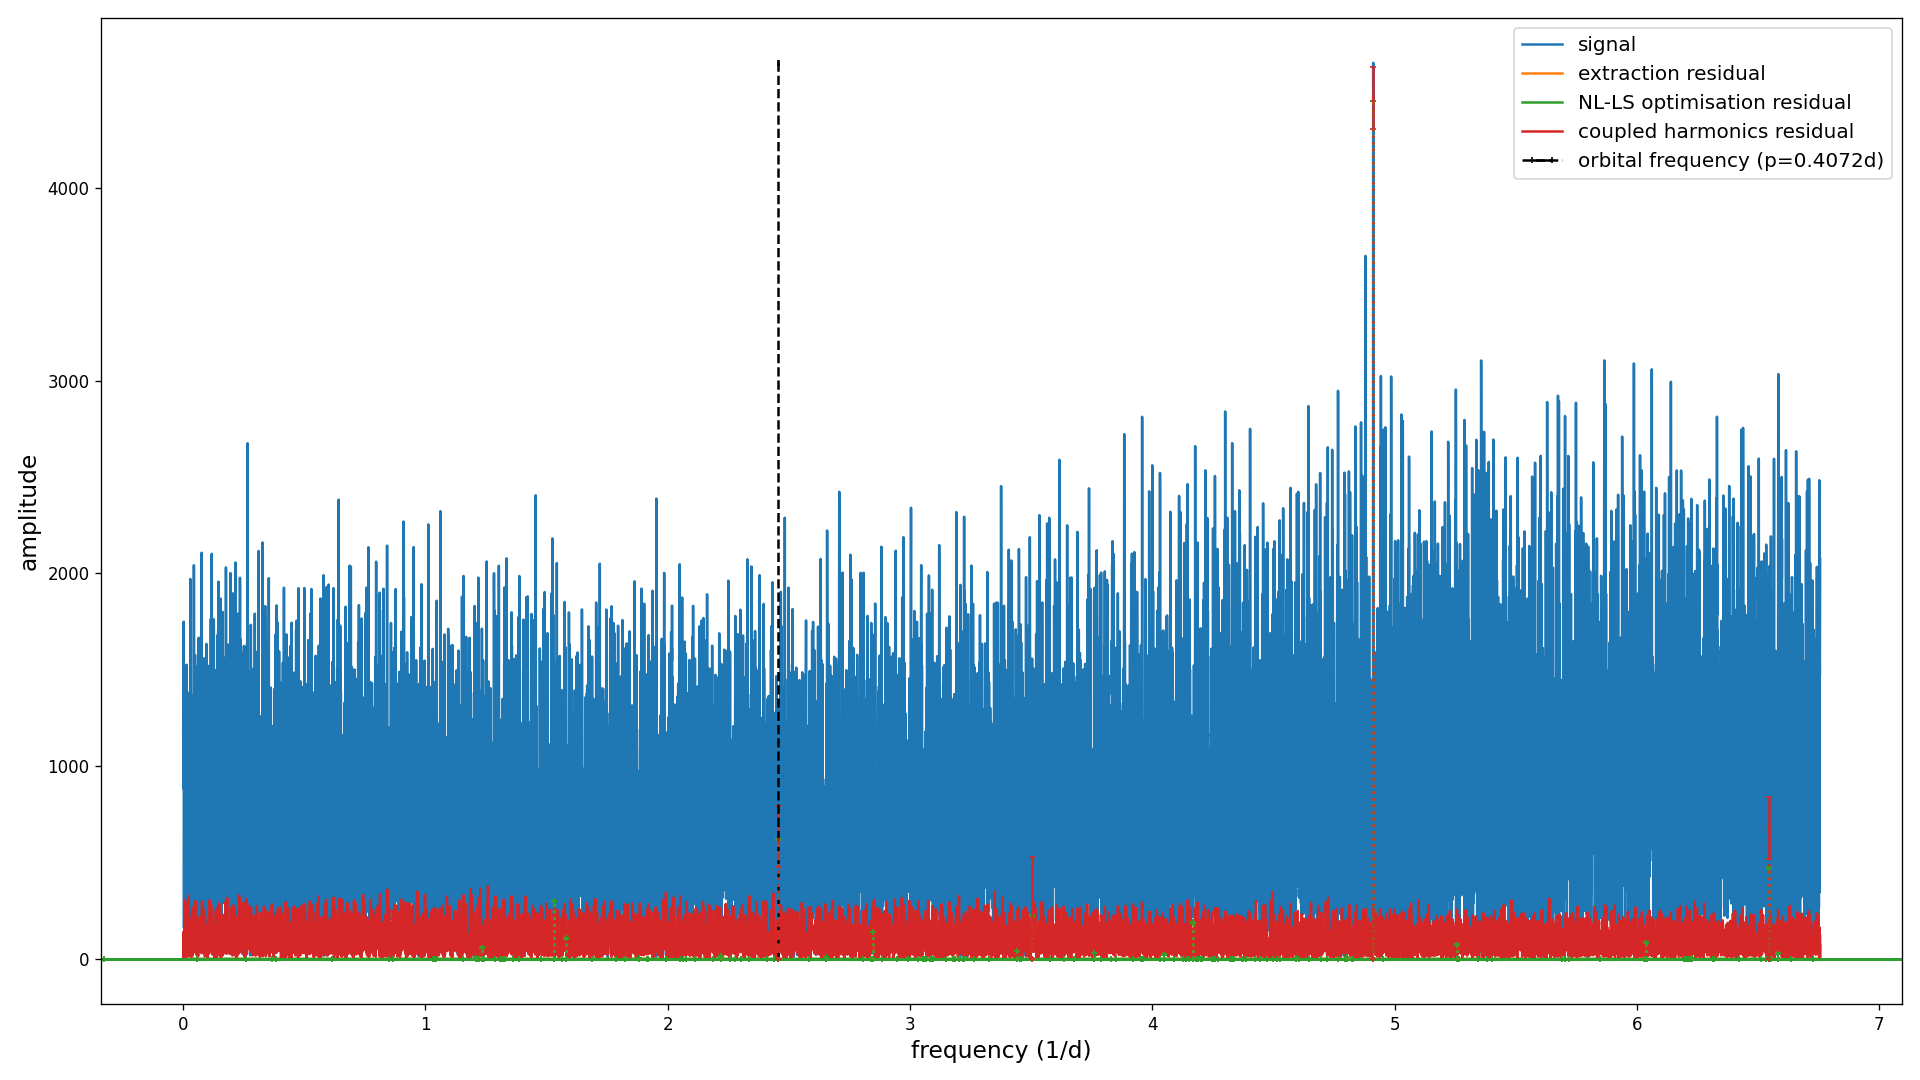 signal
extraction residual
NL-LS optimisation residual
coupled harmonics residual
orbital frequency (p=0.4072d)
amplitude
4000
3000
2000
1000
0
0 1 2 3 4 5 6 7
frequency (1/d)